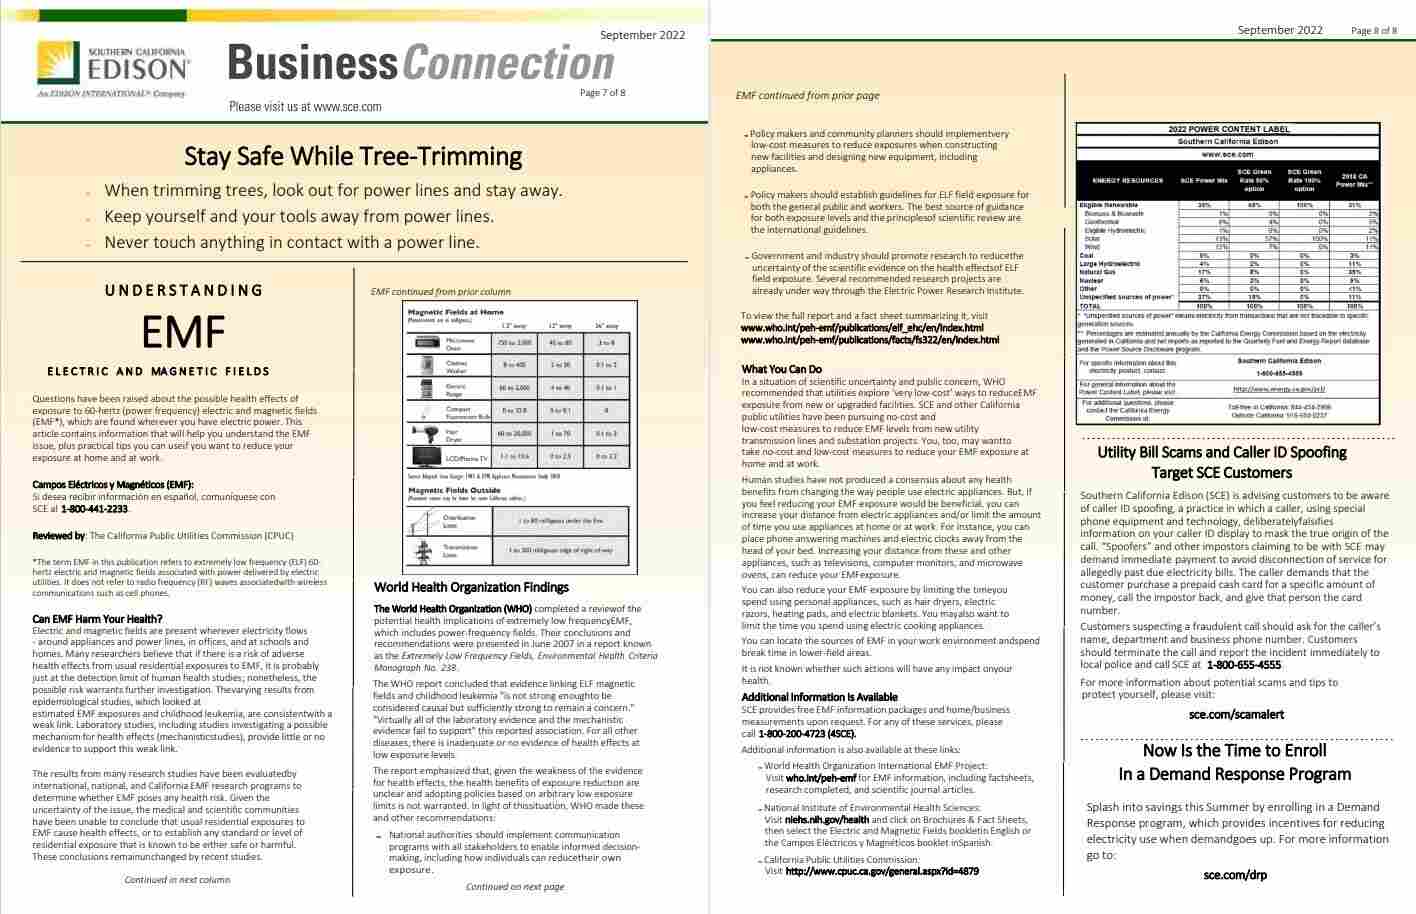 September 2022
SOUTHERN CALIFORNIA
EDISON
An EDISON INTERNATIONAL® Company
BusinessConnection
Page 7 of 8
Please visit us at www.sce.com
Stay Safe While Tree-Trimming
When trimming trees, look out for power lines and stay away.
Keep yourself and your tools away from power lines.
Never touch anything in contact with a power line.
UNDERSTANDING
EMF
ELECTRIC AND MAGNETIC FIELDS
Questions have been raised about the possible health effects of
exposure to 60-hertz (power frequency) electric and magnetic fields
(EMF*), which are found wherever you have electric power. This
article contains information that will help you understand the EMF
issue, plus practical tips you can useif you want to reduce your
exposure at home and at work.
Campos Eléctricos y Magnéticos (EMF):
Si desea recibir información en español, comuníquese con
SCE al 1-800-441-2233.
Reviewed by: The California Public Utilities Commission (CPUC)
*The term EMF in this publication refers to extremely low frequency (ELF) 60-
hertz electric and magnetic fields associated with power delivered by electric
utilities. It does not refer to radio frequency (RF) waves associatedwith wireless
communications such as cell phones.
Can EMF Harm Your Health?
Electric and magnetic fields are present wherever electricity flows
- around appliances and power lines, in offices, and at schools and
homes. Many researchers believe that if there is a risk of adverse
health effects from usual residential exposures to EMF, it is probably
just at the detection limit of human health studies; nonetheless, the
possible risk warrants further investigation. Thevarying results from
epidemiological studies, which looked at
estimated EMF exposures and childhood leukemia, are consistentwith a
weak link. Laboratory studies, including studies investigating a possible
mechanism for health effects (mechanisticstudies), provide little or no
evidence to support this weak link.
The results from many research studies have been evaluatedby
international, national, and California EMF research programs to
determine whether EMF poses any health risk. Given the
uncertainty of the issue, the medical and scientific communities
have been unable to conclude that usual residential exposures to
EMF cause health effects, or to establish any standard or level of
residential exposure that is known to be either safe or harmful.
These conclusions remainunchanged by recent studies.
Continued in next column
EMF continued from prior column
Magnetic Fields at Home
1.2" away 12" away 36" away
Microwave Oven 750 to 2,000 40 to 80 3 to 8
Clothes Washer 8 to 400 2 to 30 0.1 to 2
Electric Range 60 to 2,000 4 to 40 0.1 to 1
Compact Fluorescent Bulb 0 to 32.8 0 to 0.1 0
Hair Dryer 60 to 20,000 1 to 70 0.1 to 3
LCD/Plasma TV 1.1 to 73.6 0 to 2.5 0 to 2.2
Magnetic Fields Outside
Distribution Lines 1 to 80 milligauss under the line
Transmission Lines 1 to 300 milligauss edge of right of way
World Health Organization Findings
The World Health Organization (WHO) completed a reviewof the
potential health implications of extremely low frequencyEMF,
which includes power-frequency fields. Their conclusions and
recommendations were presented in June 2007 in a report known
as the Extremely Low Frequency Fields, Environmental Health Criteria
Monograph No. 238.
The WHO report concluded that evidence linking ELF magnetic
fields and childhood leukemia "is not strong enoughto be
considered causal but sufficiently strong to remain a concern."
"Virtually all of the laboratory evidence and the mechanistic
evidence fail to support" this reported association. For all other
diseases, there is inadequate or no evidence of health effects at
low exposure levels.
The report emphasized that, given the weakness of the evidence
for health effects, the health benefits of exposure reduction are
unclear and adopting policies based on arbitrary low exposure
limits is not warranted. In light of thissituation, WHO made these
and other recommendations:
National authorities should implement communication
programs with all stakeholders to enable informed decision-
making, including how individuals can reducetheir own
exposure.
Continued on next page
September 2022 Page 8 of 8
EMF continued from prior page
Policy makers and community planners should implementvery
low-cost measures to reduce exposures when constructing
new facilities and designing new equipment, including
appliances.
Policy makers should establish guidelines for ELF field exposure for
both the general public and workers. The best source of guidance
for both exposure levels and the principlesof scientific review are
the international guidelines.
Government and industry should promote research to reducethe
uncertainty of the scientific evidence on the health effectsof ELF
field exposure. Several recommended research projects are
already under way through the Electric Power Research Institute.
To view the full report and a fact sheet summarizing it, visit
www.who.int/peh-emf/publications/elf_ehc/en/index.html
www.who.int/peh-emf/publications/facts/fs322/en/index.html
What You Can Do
In a situation of scientific uncertainty and public concern, WHO
recommended that utilities explore 'very low-cost' ways to reduceEMF
exposure from new or upgraded facilities. SCE and other California
public utilities have been pursuing no-cost and
low-cost measures to reduce EMF levels from new utility
transmission lines and substation projects. You, too, may wantto
take no-cost and low-cost measures to reduce your EMF exposure at
home and at work.
Human studies have not produced a consensus about any health
benefits from changing the way people use electric appliances. But, if
you feel reducing your EMF exposure would be beneficial, you can
increase your distance from electric appliances and/or limit the amount
of time you use appliances at home or at work. For instance, you can
place phone answering machines and electric clocks away from the
head of your bed. Increasing your distance from these and other
appliances, such as televisions, computer monitors, and microwave
ovens, can reduce your EMFexposure.
You can also reduce your EMF exposure by limiting the timeyou
spend using personal appliances, such as hair dryers, electric
razors, heating pads, and electric blankets. You mayalso want to
limit the time you spend using electric cooking appliances.
You can locate the sources of EMF in your work environment andspend
break time in lower-field areas.
It is not known whether such actions will have any impact onyour
health.
Additional Information Is Available
SCE provides free EMF information packages and home/business
measurements upon request. For any of these services, please
call 1-800-200-4723 (4SCE).
Additional information is also available at these links:
World Health Organization International EMF Project:
Visit who.int/peh-emf for EMF information, including factsheets,
research completed, and scientific journal articles.
National Institute of Environmental Health Sciences:
Visit niehs.nih.gov/health and click on Brochures & Fact Sheets,
then select the Electric and Magnetic Fields bookletin English or
the Campos Eléctricos y Magnéticos booklet inSpanish.
California Public Utilities Commission:
Visit http://www.cpuc.ca.gov/general.aspx?id=4879
2022 POWER CONTENT LABEL
Southern California Edison
www.sce.com
ENERGY RESOURCES SCE Power Mix SCE Green Rate 50% option SCE Green Rate 100% option 2018 CA Power Mix**
Eligible Renewable 100% 31%
Biomass & Biowaste 1% 0% 0% 2%
Geothermal 4% 0% 5%
Eligible Hydroelectric 1% 0% 0% 2%
Solar 57% 100% 11%
Wind 7% 0% 11%
Coal 0% 0% 0% 3%
Large Hydroelectric 4% 2% 0% 11%
Natural Gas 17% 8% 0% 35%
Nuclear 6% 3% 0% 9%
Other 0% 0% 0% <1%
Unspecified sources of power* 37% 18% 0% 11%
TOTAL 100% 100% 100% 100%
* "Unspecified sources of power" means electricity from transactions that are not traceable to specific
generation sources.
** Percentages are estimated annually by the California Energy Commission based on the electricity
generated in California and net imports as reported to the Quarterly Fuel and Energy Report database
and the Power Source Disclosure program.
For specific information about this
electricity product, contact:
Southern California Edison
1-800-655-4555
For general information about the
Power Content Label, please visit:
http://www.energy.ca.gov/pcl/
For additional questions, please
contact the California Energy
Commission at:
Toll-free in California: 844-454-2906
Outside California: 916-653-0237
Utility Bill Scams and Caller ID Spoofing
Target SCE Customers
Southern California Edison (SCE) is advising customers to be aware
of caller ID spoofing, a practice in which a caller, using special
phone equipment and technology, deliberatelyfalsifies
information on your caller ID display to mask the true origin of the
call. "Spoofers" and other impostors claiming to be with SCE may
demand immediate payment to avoid disconnection of service for
allegedly past due electricity bills. The caller demands that the
customer purchase a prepaid cash card for a specific amount of
money, call the impostor back, and give that person the card
number.
Customers suspecting a fraudulent call should ask for the caller's
name, department and business phone number. Customers
should terminate the call and report the incident immediately to
local police and call SCE at 1-800-655-4555.
For more information about potential scams and tips to
protect yourself, please visit:
sce.com/scamalert
Now Is the Time to Enroll
In a Demand Response Program
Splash into savings this Summer by enrolling in a Demand
Response program, which provides incentives for reducing
electricity use when demandgoes up. For more information
go to:
sce.com/drp